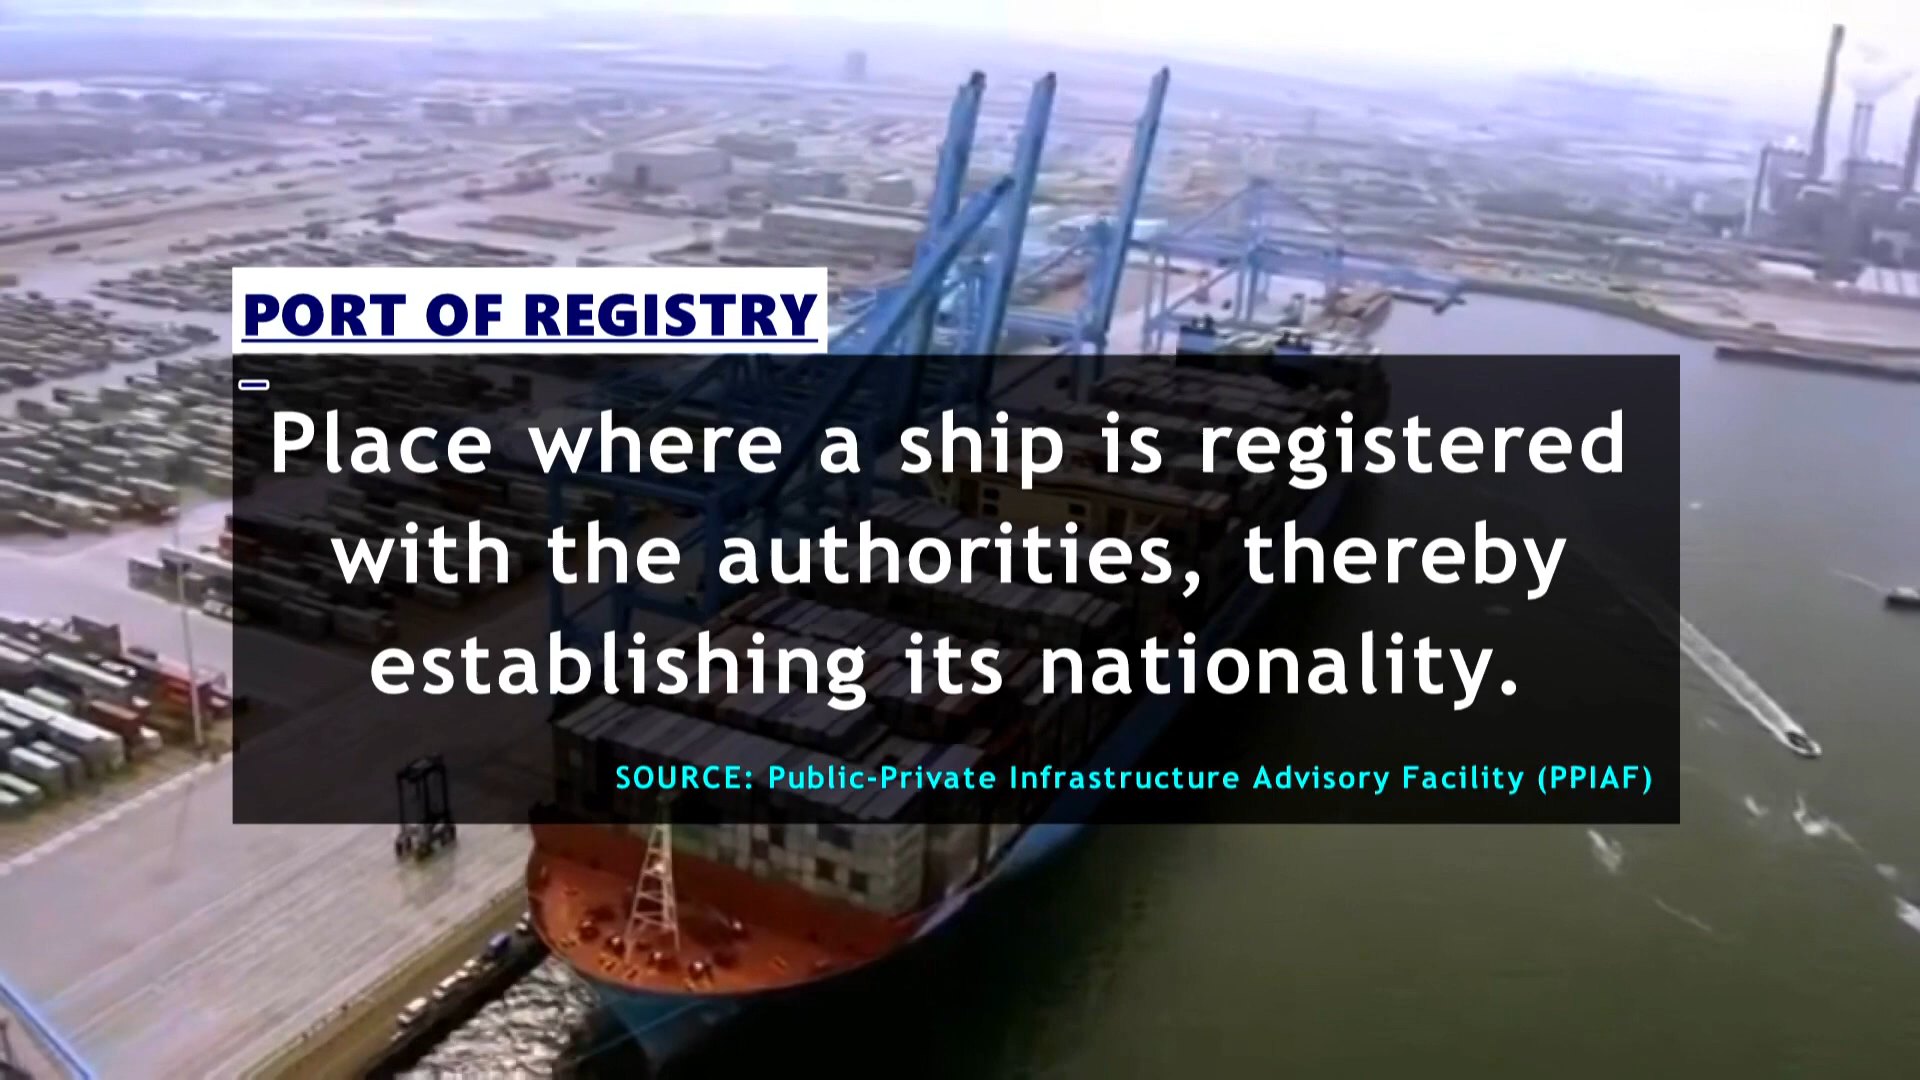 PORT OF REGISTRY
Place where a ship is registered
with the authorities, thereby
establishing its nationality.
SOURCE: Public-Private Infrastructure Advisory Facility (PPIAF)